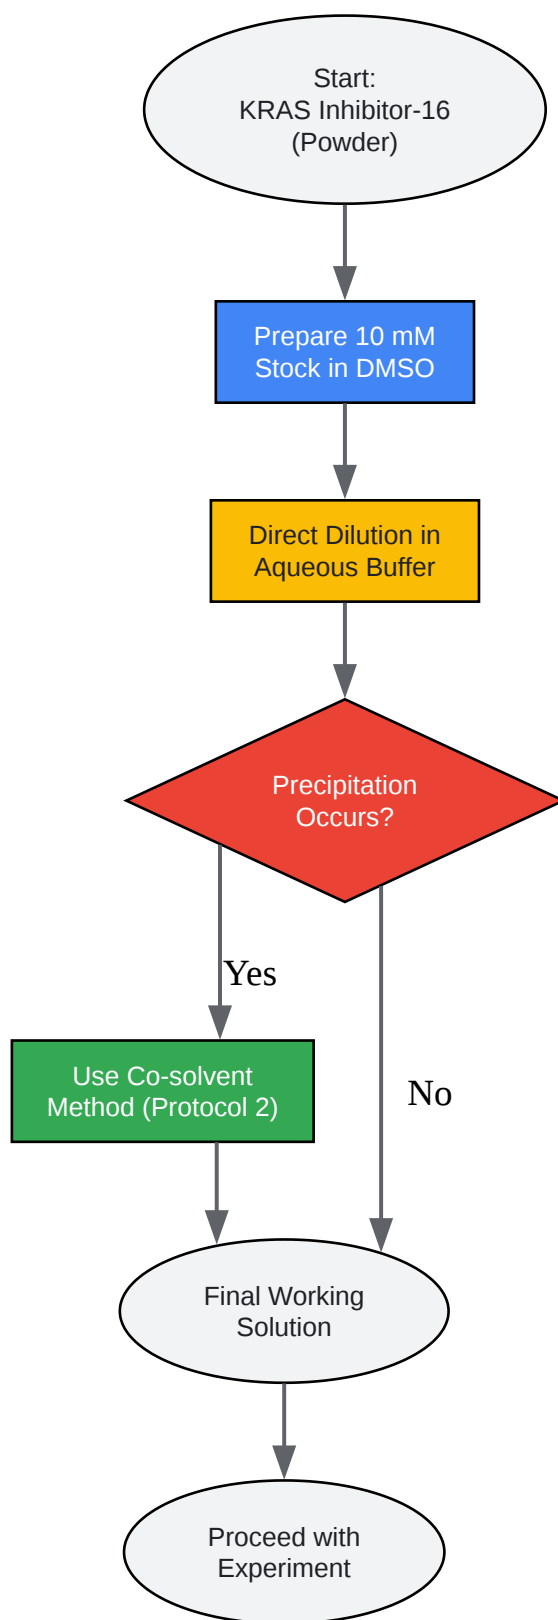 Start:
KRAS Inhibitor-16
(Powder)
Prepare 10 mM
Stock in DMSO
Direct Dilution in
Aqueous Buffer
Precipitation
Occurs?
Yes
Use Co-solvent
Method (Protocol 2)
No
Final Working
Solution
Proceed with
Experiment